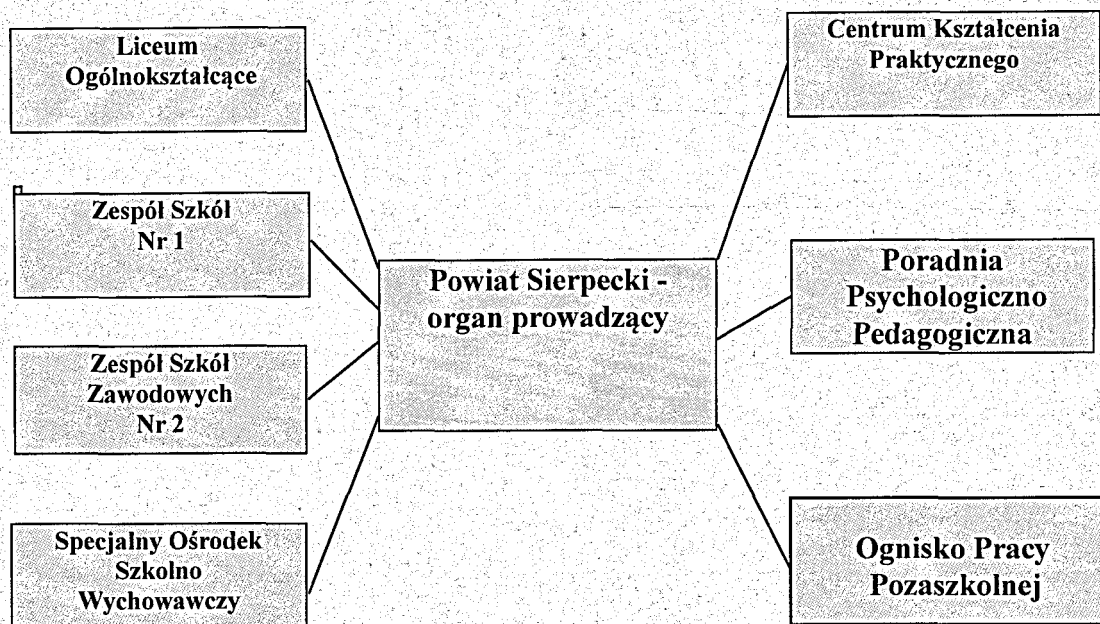 Liceum
Ogólnokształcące
Zespół Szkół
Nr 1
Zespół Szkół
Zawodowych
Nr 2
Specjalny Ośrodek
Szkolno
Wychowawczy
Powiat Sierpecki -
organ prowadzący
Centrum Kształcenia
Praktycznego
Poradnia
Psychologiczno
Pedagogiczna
Ognisko Pracy
Pozaszkolnej